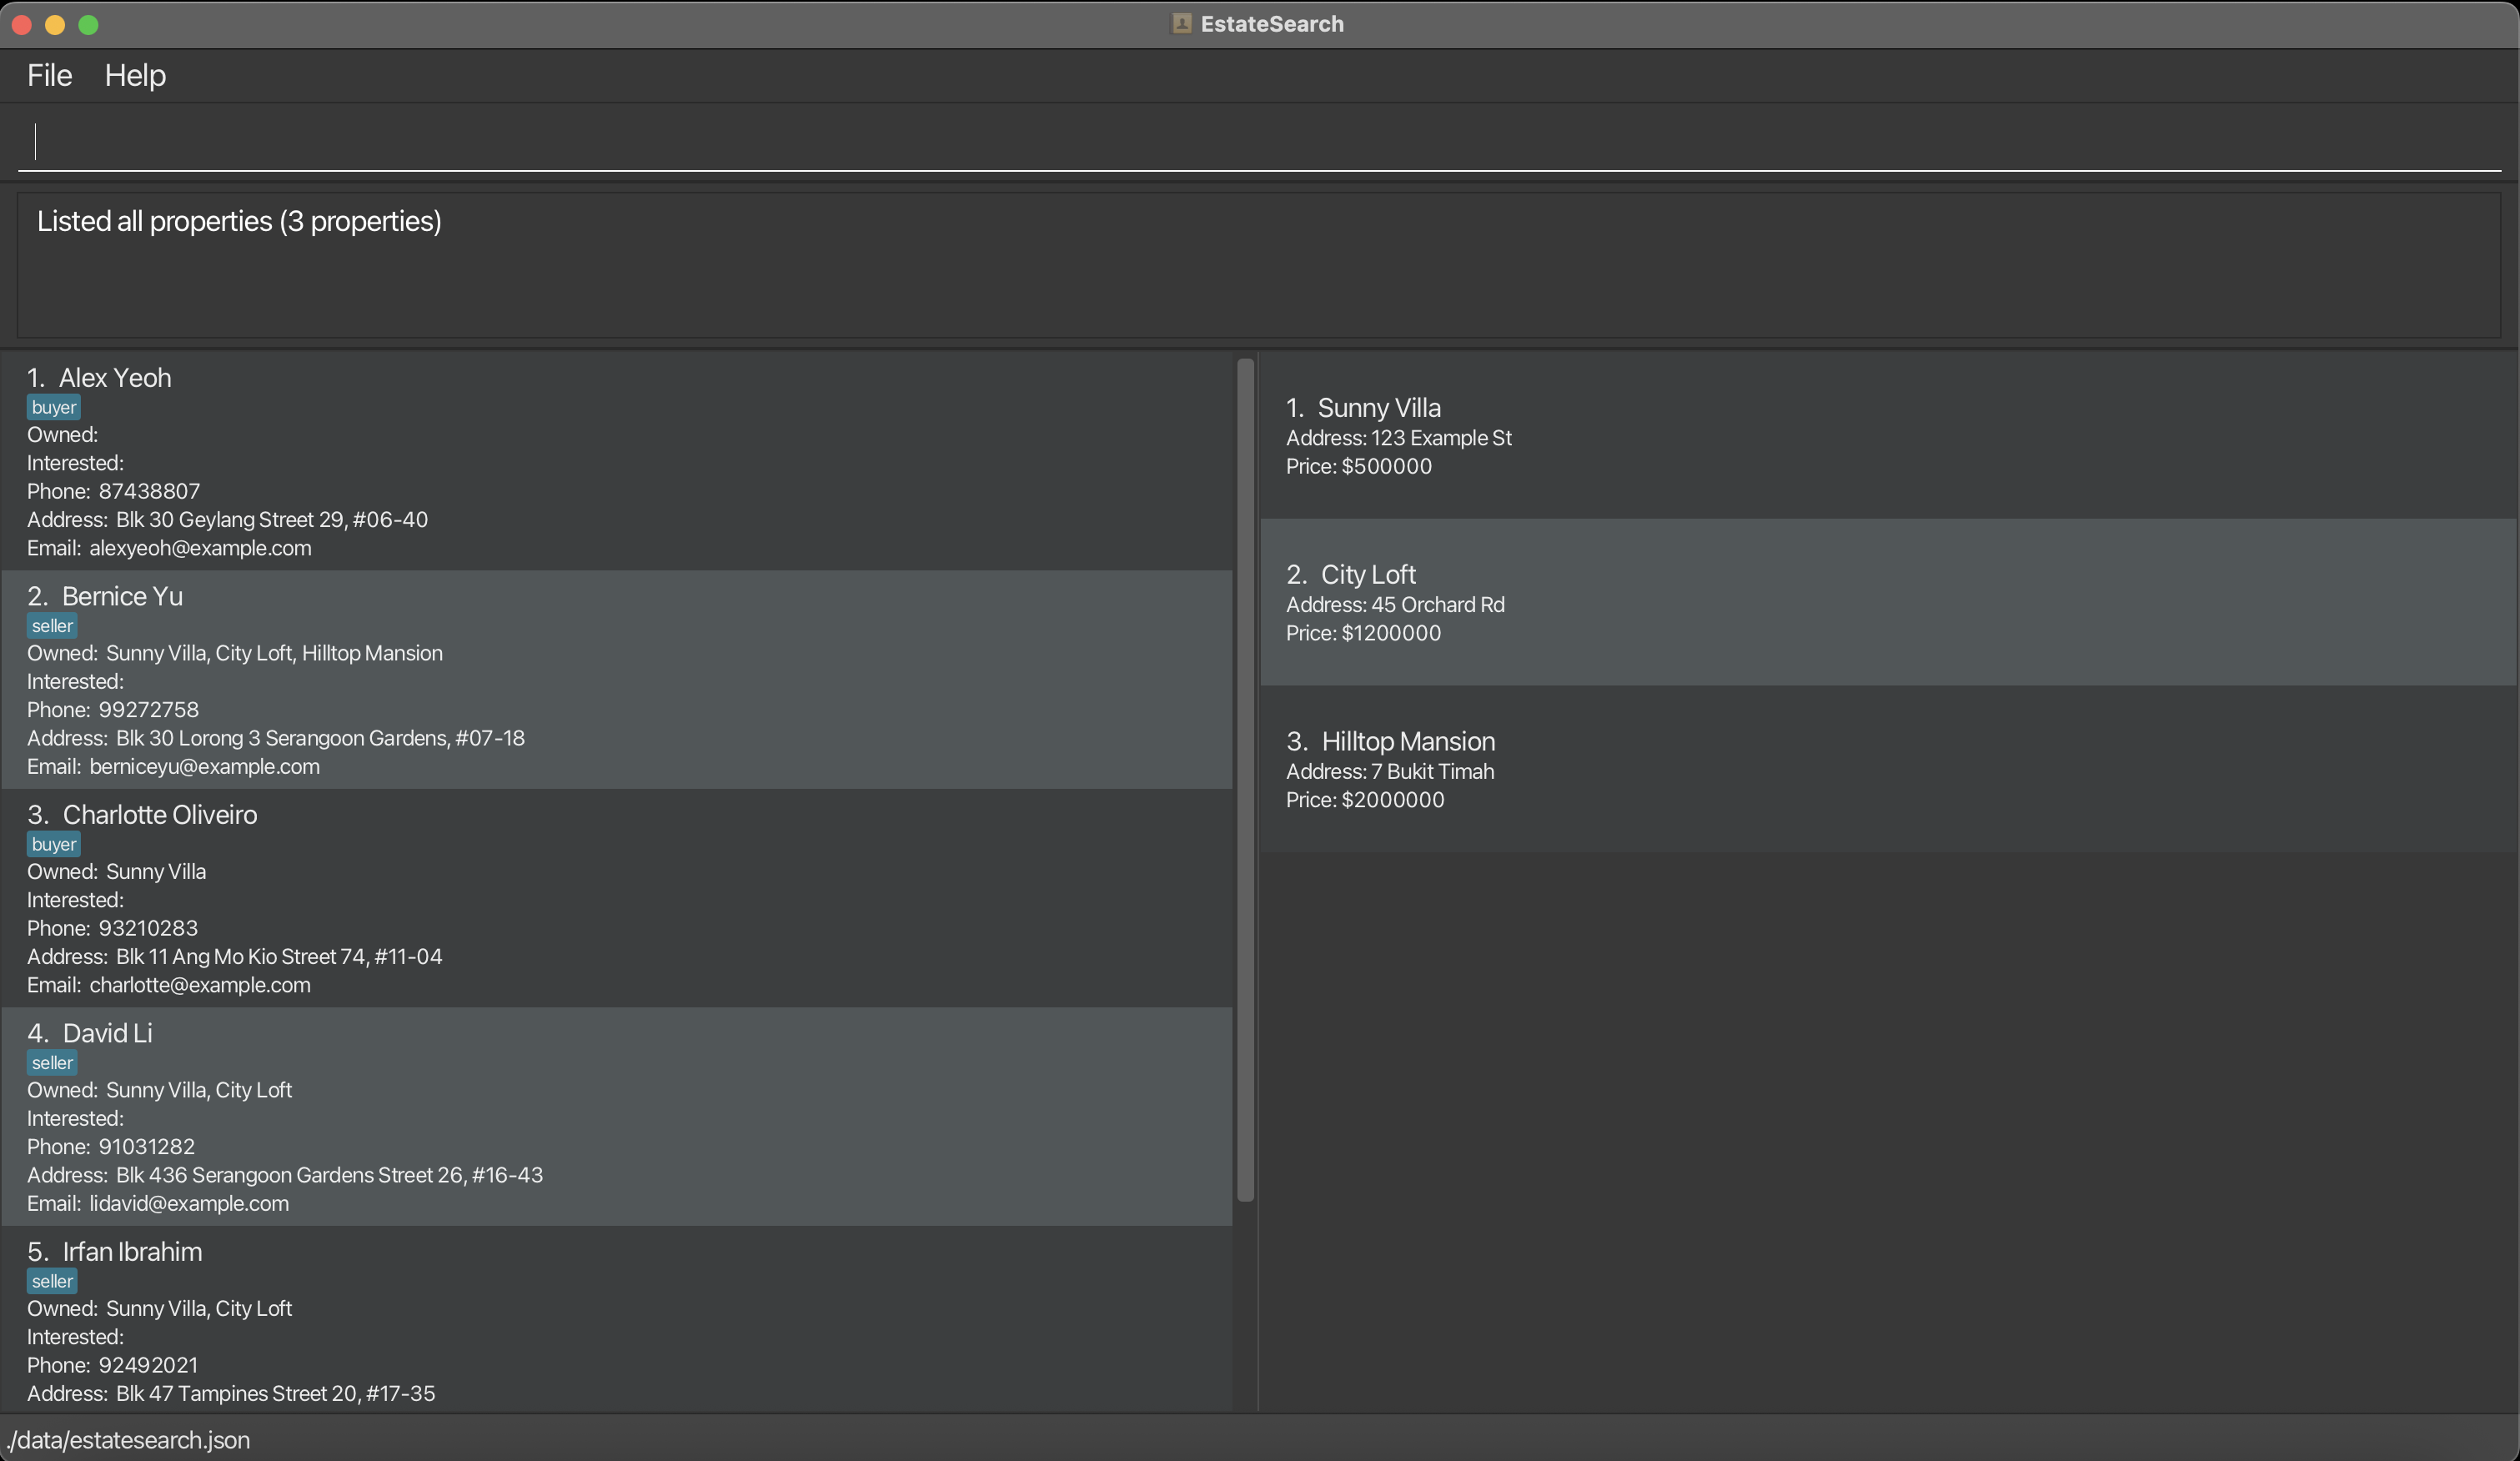 EstateSearch
File Help
Listed all properties (3 properties)
1. Alex Yeoh
buyer
Owned:
Interested:
Phone: 87438807
Address: Blk 30 Geylang Street 29, #06-40
Email: alexyeoh@example.com
2. Bernice Yu
seller
Owned: Sunny Villa, City Loft, Hilltop Mansion
Interested:
Phone: 99272758
Address: Blk 30 Lorong 3 Serangoon Gardens, #07-18
Email: berniceyu@example.com
3. Charlotte Oliveiro
buyer
Owned: Sunny Villa
Interested:
Phone: 93210283
Address: Blk 11 Ang Mo Kio Street 74, #11-04
Email: charlotte@example.com
4. David Li
seller
Owned: Sunny Villa, City Loft
Interested:
Phone: 91031282
Address: Blk 436 Serangoon Gardens Street 26, #16-43
Email: lidavid@example.com
5. Irfan Ibrahim
seller
Owned: Sunny Villa, City Loft
Interested:
Phone: 92492021
Address: Blk 47 Tampines Street 20, #17-35
1. Sunny Villa
Address: 123 Example St
Price: $500000
2. City Loft
Address: 45 Orchard Rd
Price: $1200000
3. Hilltop Mansion
Address: 7 Bukit Timah
Price: $2000000
./data/estatesearch.json